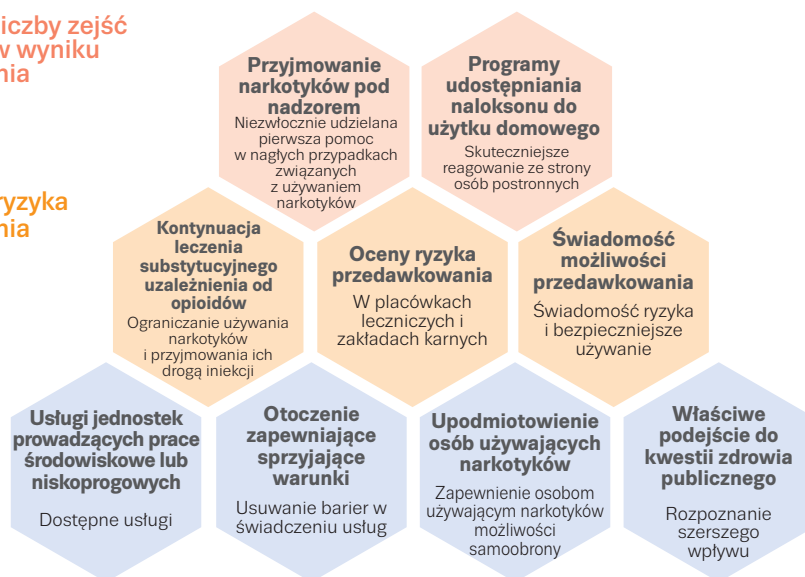 iczby zejść
w wyniku
nia
Przyjmowanie
narkotyków pod
nadzorem
Niezwłocznie udzielana
pierwsza pomoc
w nagłych przypadkach
związanych
z używaniem
narkotyków
Programy
udostępniania
naloksonu do
użytku domowego
Skuteczniejsze
reagowanie ze strony
osób postronnych
ryzyka
nia
Kontynuacja
leczenia
substytucyjnego
uzależnienia od
opioidów
Ograniczanie używania
narkotyków
i przyjmowania ich
drogą iniekcji
Oceny ryzyka
przedawkowania
W placówkach
leczniczych i
zakładach karnych
Świadomość
możliwości
przedawkowania
Świadomość ryzyka
i bezpieczniejsze
używanie
Usługi jednostek
prowadzących prace
środowiskowe lub
niskoprogowych
Dostępne usługi
Otoczenie
zapewniające
sprzyjające
warunki
Usuwanie barier w
świadczeniu usług
Upodmiotowienie
osób używających
narkotyków
Zapewnienie osobom
używającym narkotyków
możliwości
samoobrony
Właściwe
podejście do
kwestii zdrowia
publicznego
Rozpoznanie
szerszego
wpływu